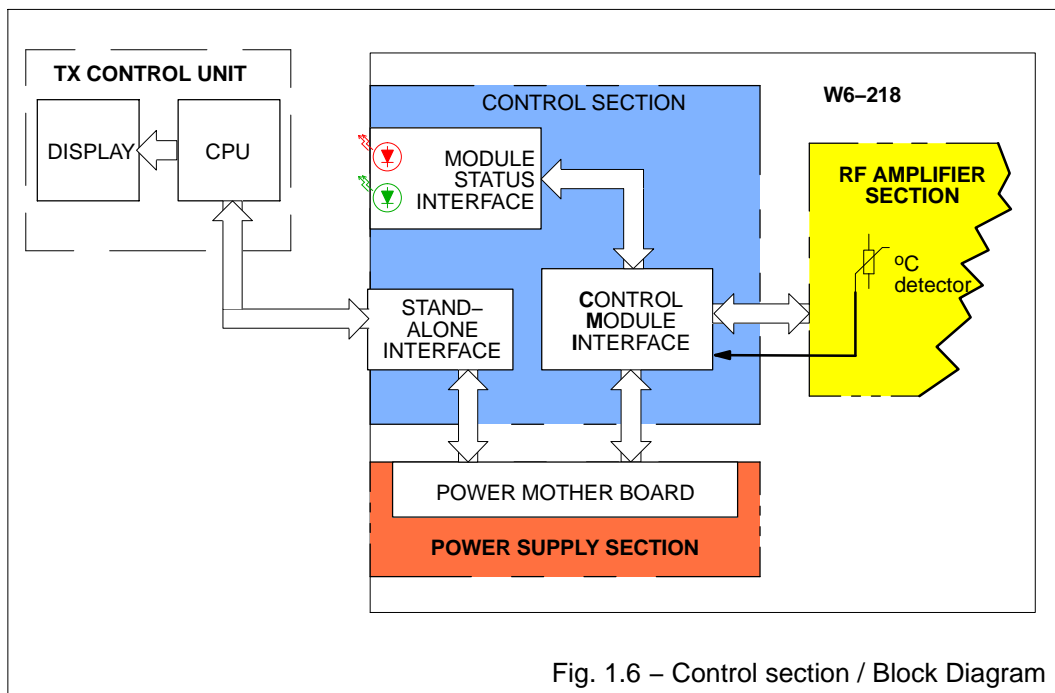 TX CONTROL UNIT
DISPLAY
CPU
CONTROL SECTION
MODULE
STATUS
INTERFACE
W6–218
RF AMPLIFIER
SECTION
ºC
detector
STAND–
ALONE
INTERFACE
CONTROL
MODULE
INTERFACE
POWER MOTHER BOARD
POWER SUPPLY SECTION
Fig. 1.6 – Control section / Block Diagram